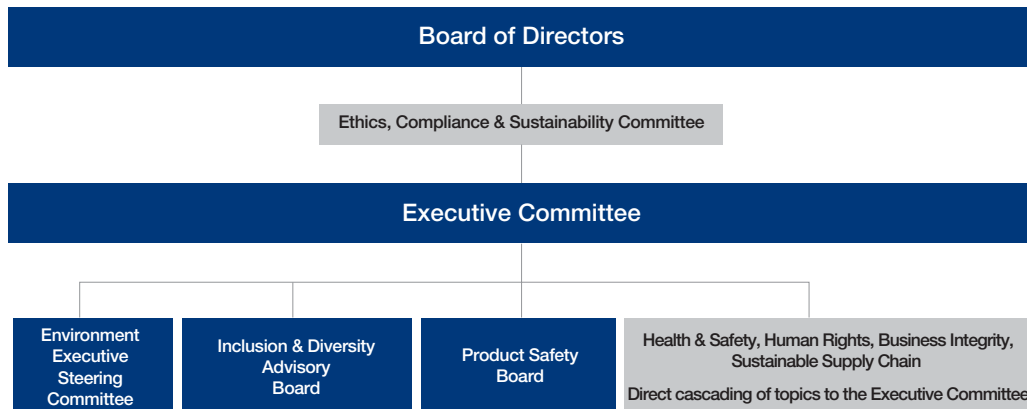 Board of Directors
Ethics, Compliance & Sustainability Committee
Executive Committee
Environment
Executive
Steering
Committee
Inclusion & Diversity
Advisory
Board
Product Safety
Board
Health & Safety, Human Rights, Business Integrity,
Sustainable Supply Chain
Direct cascading of topics to the Executive Committee